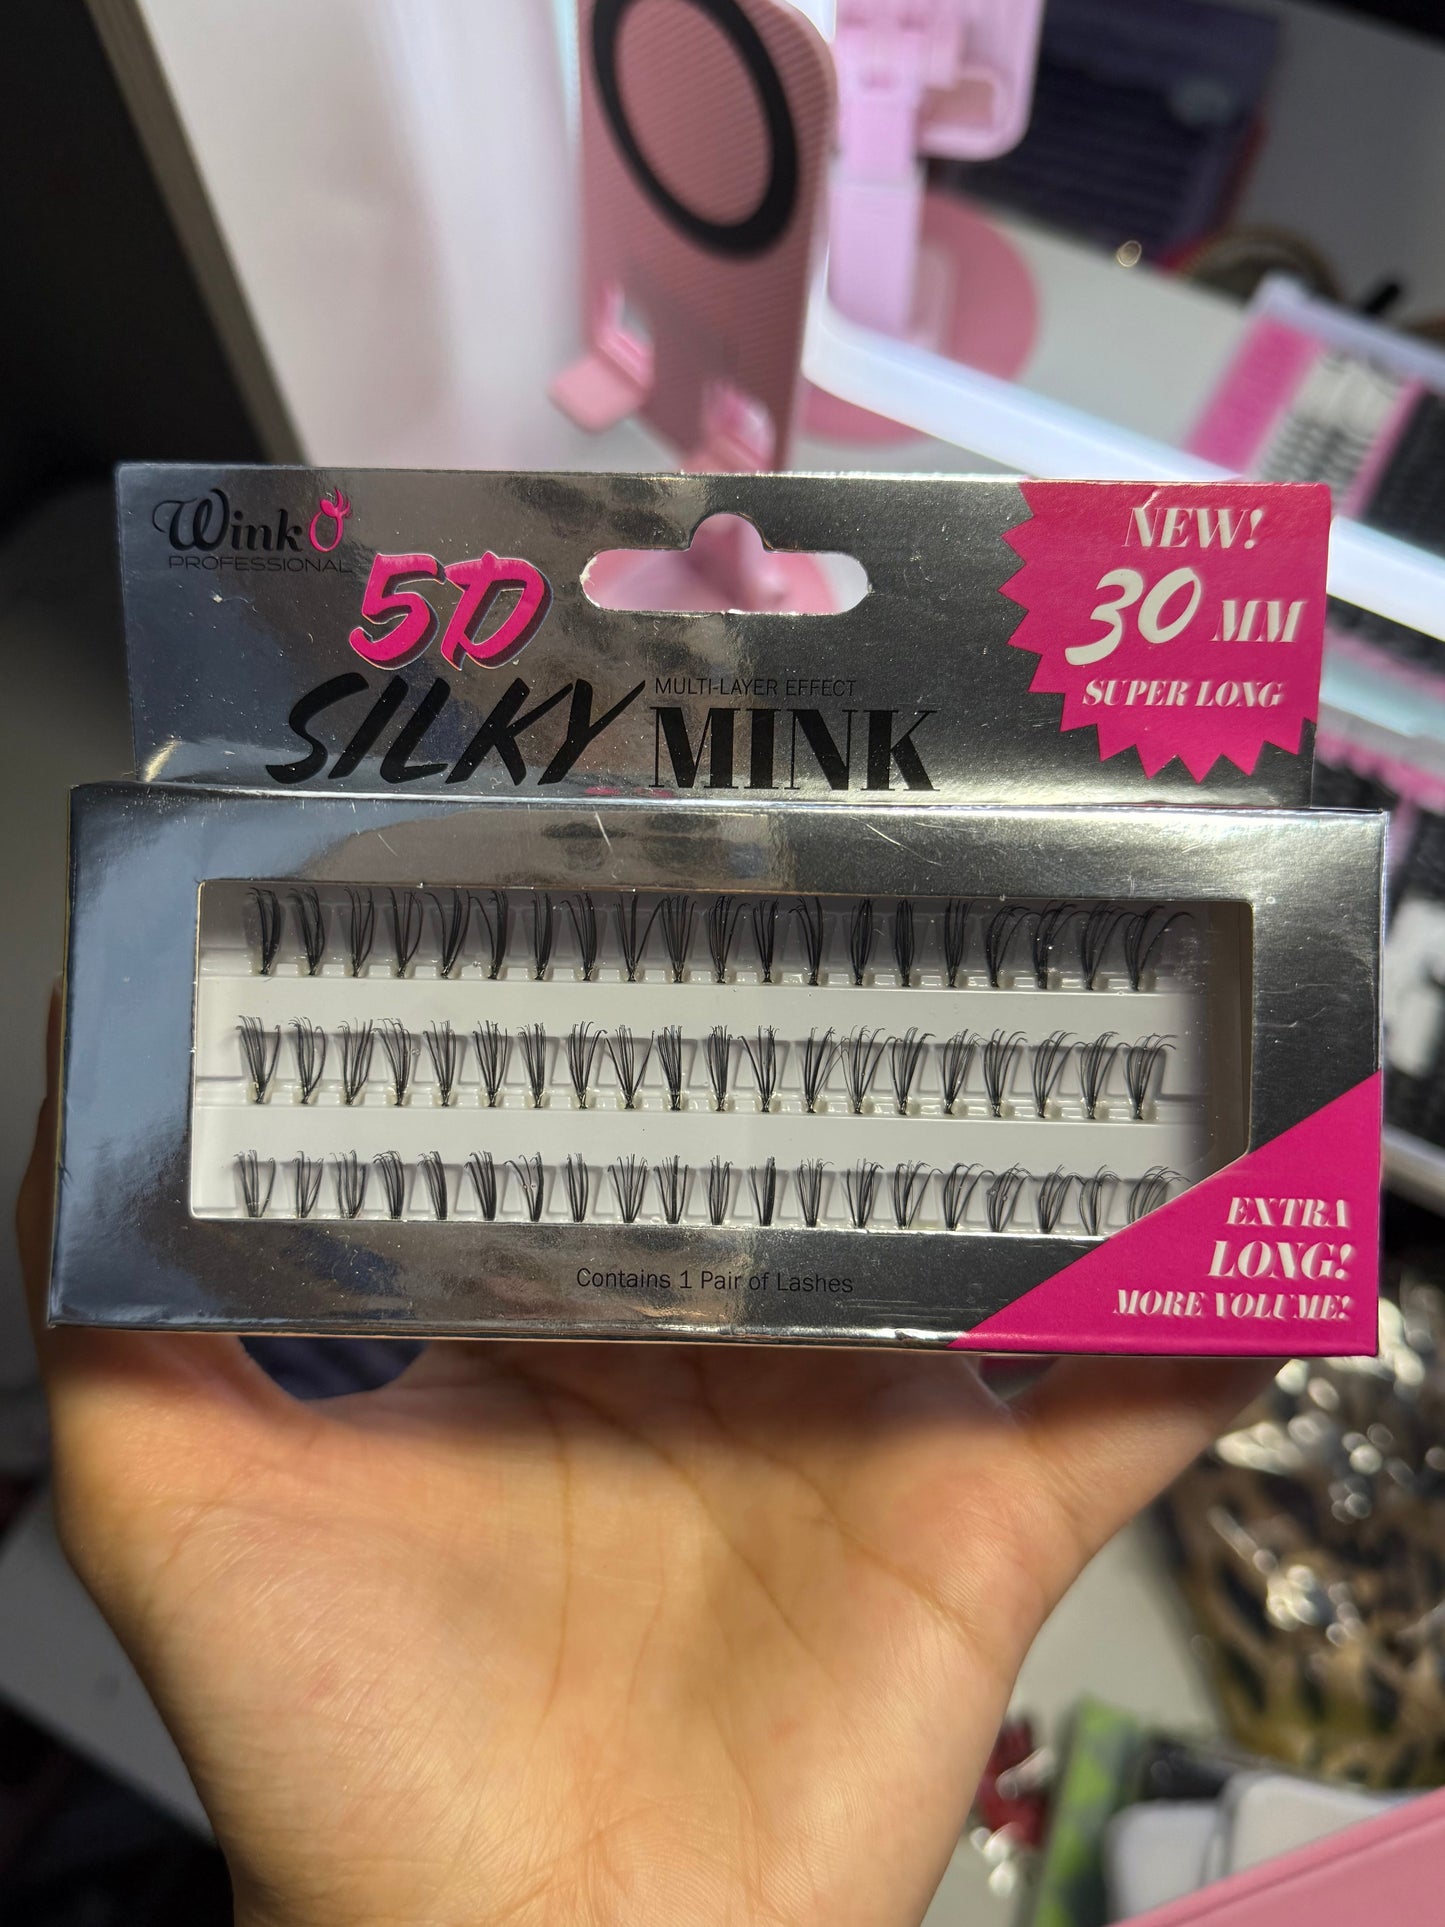 Wink O
PROFESSIONAL
5D
SILKY
MULTI-LAYER EFFECT
MINK
NEW!
30 MM
SUPER LONG
Contains 1 Pair of Lashes
EXTRA
LONG!
MORE VOLUME!